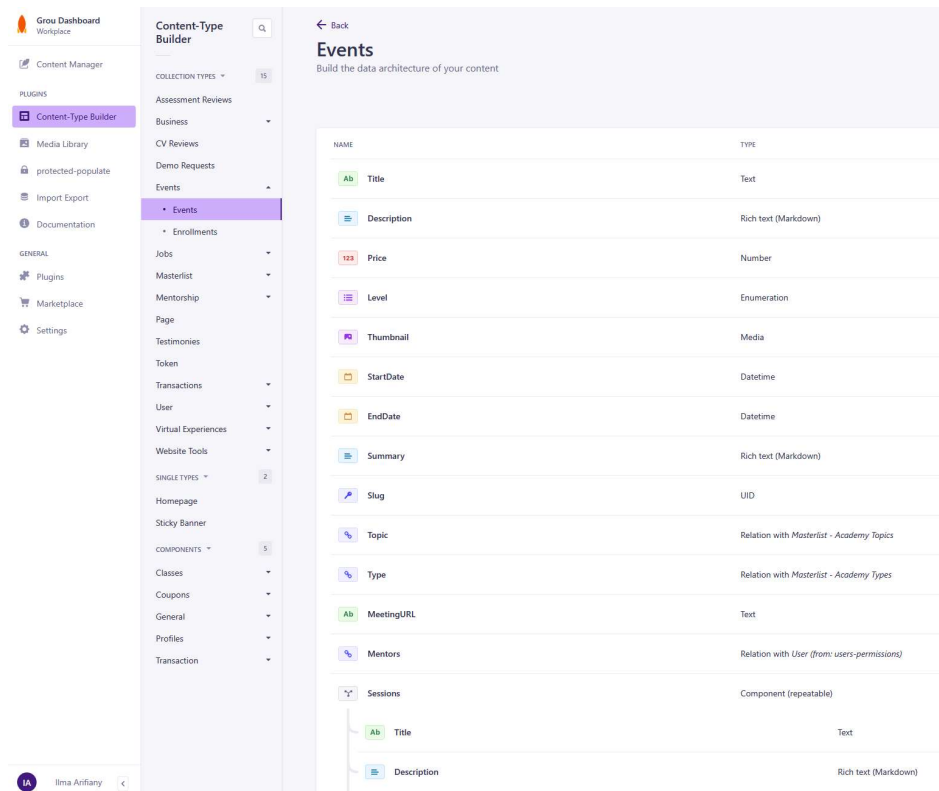 Grou Dashboard
Workplace
Content Manager
PLUGINS
Content-Type Builder
Media Library
protected-populate
Import Export
Documentation
GENERAL
Plugins
Marketplace
Settings
IA Ilma Arifiany
Content-Type
Builder
COLLECTION TYPES 15
Assessment Reviews
Business
CV Reviews
Demo Requests
Events
• Events
• Enrollments
Jobs
Masterlist
Mentorship
Page
Testimonies
Token
Transactions
User
Virtual Experiences
Website Tools
SINGLE TYPES 2
Homepage
Sticky Banner
COMPONENTS 5
Classes
Coupons
General
Profiles
Transaction
Back
Events
Build the data architecture of your content
NAME TYPE
Ab Title Text
Description Rich text (Markdown)
123 Price Number
Level Enumeration
Thumbnail Media
StartDate Datetime
EndDate Datetime
Summary Rich text (Markdown)
Slug UID
Topic Relation with Masterlist - Academy Topics
Type Relation with Masterlist - Academy Types
Ab MeetingURL Text
Mentors Relation with User (from: users-permissions)
Sessions Component (repeatable)
Ab Title Text
Description Rich text (Markdown)